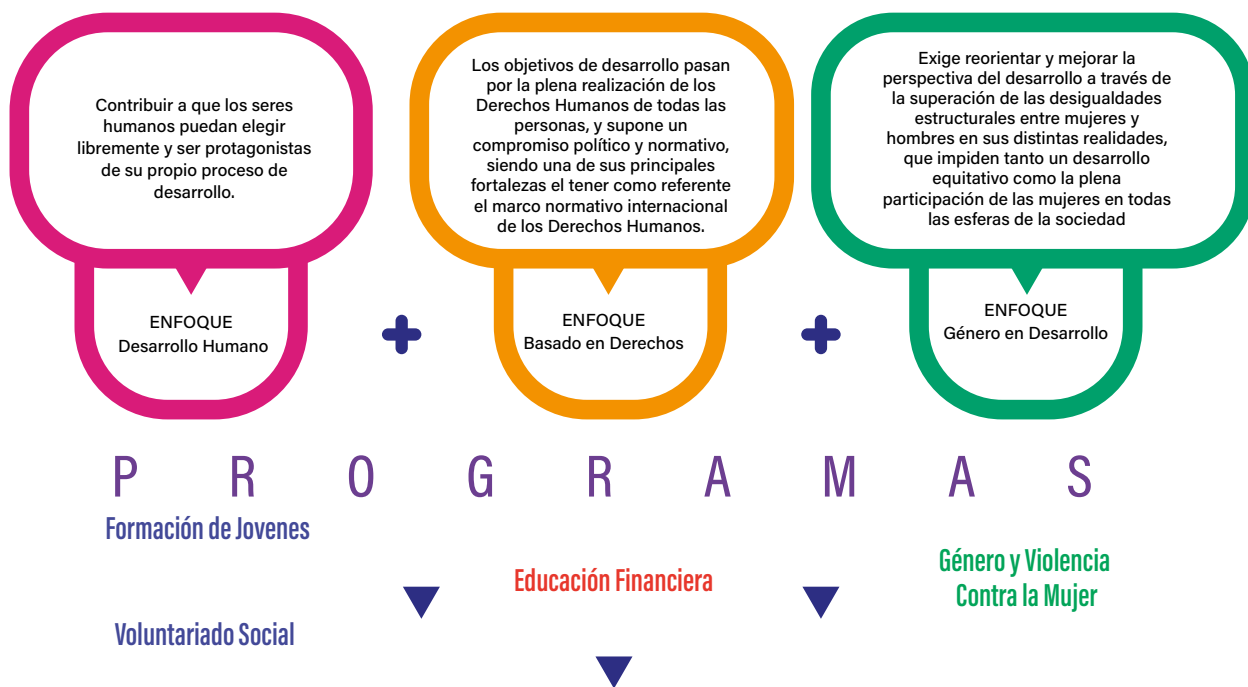 Contribuir a que los seres
humanos puedan elegir
libremente y ser protagonistas
de su propio proceso de
desarrollo.
ENFOQUE
Desarrollo Humano
Los objetivos de desarrollo pasan
por la plena realización de los
Derechos Humanos de todas las
personas, y supone un
compromiso político y normativo,
siendo una de sus principales
fortalezas el tener como referente
el marco normativo internacional
de los Derechos Humanos.
ENFOQUE
Basado en Derechos
Exige reorientar y mejorar la
perspectiva del desarrollo a través de
la superación de las desigualdades
estructurales entre mujeres y
hombres en sus distintas realidades,
que impiden tanto un desarrollo
equitativo como la plena
participación de las mujeres en todas
las esferas de la sociedad
ENFOQUE
Género en Desarrollo
P R O G R A M A S
Formación de Jovenes
Voluntariado Social
Educación Financiera
Género y Violencia
Contra la Mujer